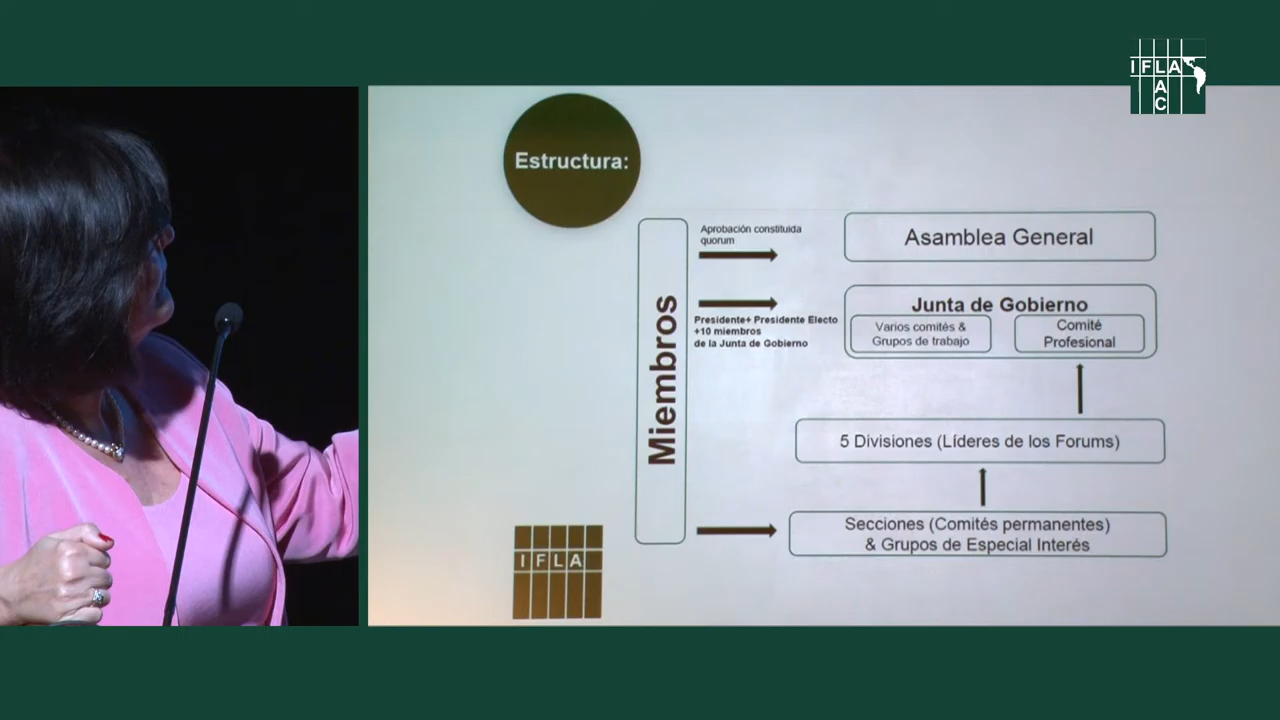 IFLA
LAC
Estructura:
Miembros
Aprobación constituida
quorum
Asamblea General
Presidente+ Presidente Electo
+10 miembros
de la Junta de Gobierno
Junta de Gobierno
Varios comités &
Grupos de trabajo
Comité
Profesional
5 Divisiones (Líderes de los Forums)
Secciones (Comités permanentes)
& Grupos de Especial Interés
IFLA